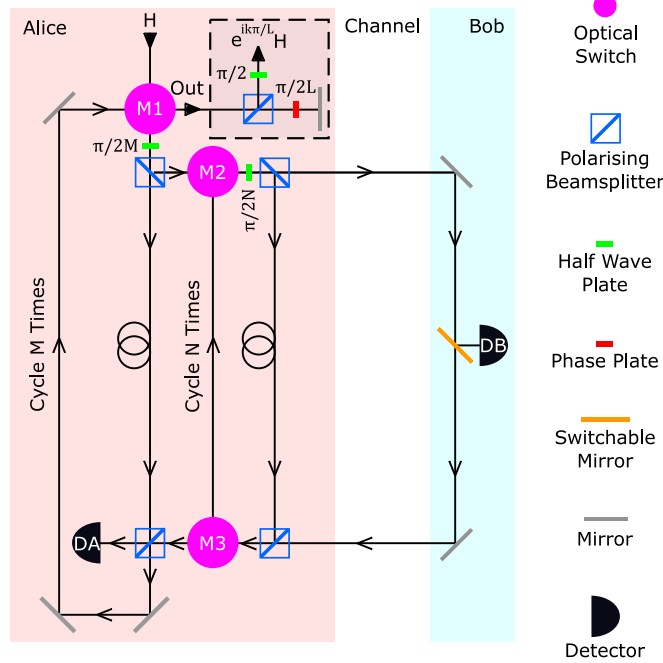 Alice
Channel
Bob
H
e^ikπ/L H
π/2
Out
π/2L
M1
π/2M
M2
π/2N
Cycle M Times
Cycle N Times
DB
DA
M3
Optical
Switch
Polarising
Beamsplitter
Half Wave
Plate
Phase Plate
Switchable
Mirror
Mirror
Detector